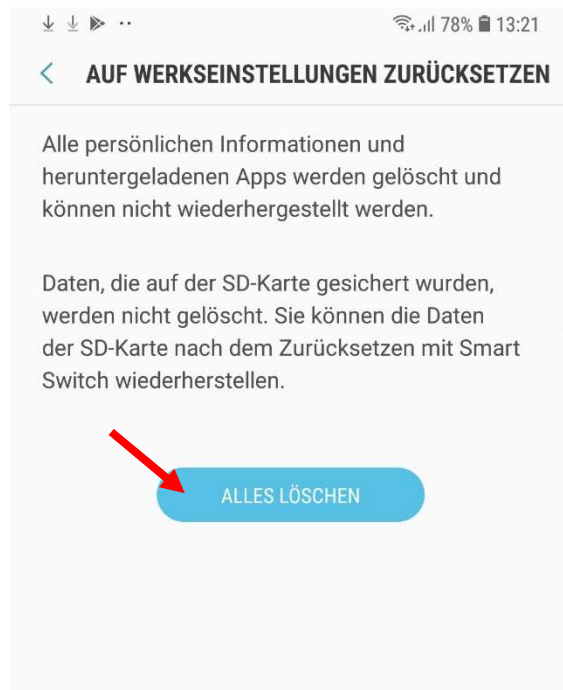 78% 13:21
AUF WERKSEINSTELLUNGEN ZURÜCKSETZEN
Alle persönlichen Informationen und
heruntergeladenen Apps werden gelöscht und
können nicht wiederhergestellt werden.
Daten, die auf der SD-Karte gesichert wurden,
werden nicht gelöscht. Sie können die Daten
der SD-Karte nach dem Zurücksetzen mit Smart
Switch wiederherstellen.
ALLES LÖSCHEN